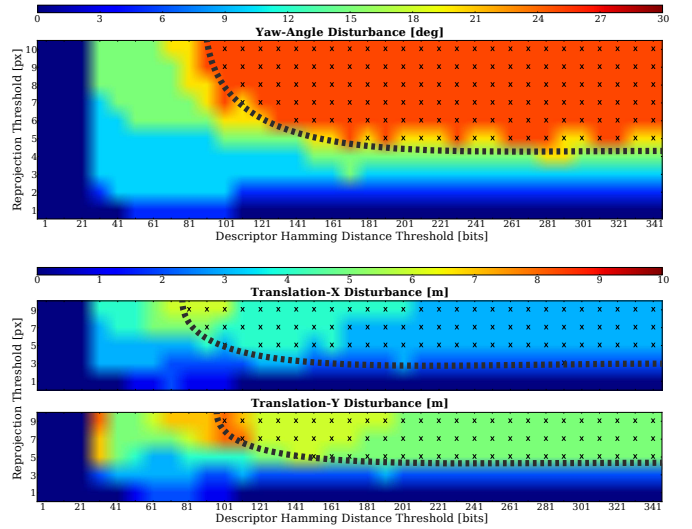 0 3 6 9 12 15 18 21 24 27 30
Yaw-Angle Disturbance [deg]
10
9
8
7
6
5
4
3
2
1
Reprojection Threshold [px]
1 21 41 61 81 101 121 141 161 181 201 221 241 261 281 301 321 341
Descriptor Hamming Distance Threshold [bits]
0 1 2 3 4 5 6 7 8 9 10
Translation-X Disturbance [m]
9
7
5
3
1
Translation-Y Disturbance [m]
9
7
5
3
1
Reprojection Threshold [px]
1 21 41 61 81 101 121 141 161 181 201 221 241 261 281 301 321 341
Descriptor Hamming Distance Threshold [bits]